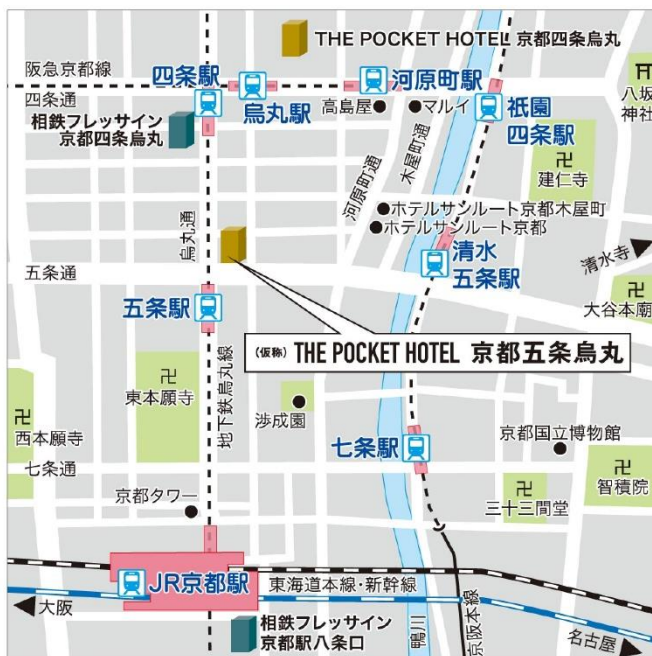 THE POCKET HOTEL 京都四条烏丸
阪急京都線
四条駅
河原町駅
四条通
烏丸駅
高島屋
マルイ
祇園
四条駅
八坂
神社
相鉄フレッサイン
京都四条烏丸
建仁寺
木屋町通
河原町通
烏丸通
ホテルサンルート京都木屋町
ホテルサンルート京都
清水寺
五条通
清水
五条駅
大谷本廟
五条駅
(仮称) THE POCKET HOTEL 京都五条烏丸
地下鉄烏丸線
東本願寺
渉成園
西本願寺
七条駅
京都国立博物館
七条通
智積院
三十三間堂
京都タワー
JR京都駅
東海道本線・新幹線
大阪
相鉄フレッサイン
京都駅八条口
鴨川
京阪本線
名古屋